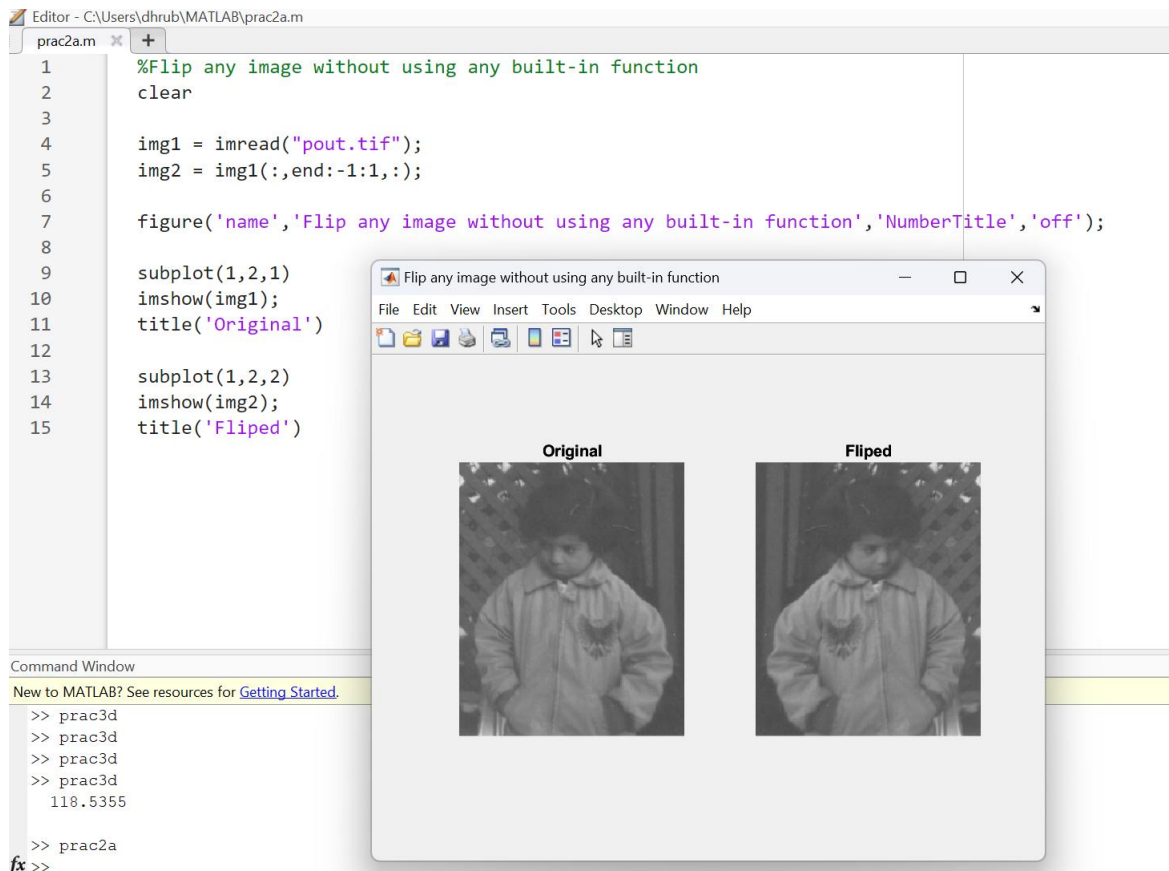 Editor - C:\Users\dhrub\MATLAB\prac2a.m
prac2a.m
1 %Flip any image without using any built-in function
2 clear
3
4 img1 = imread("pout.tif");
5 img2 = img1(:,end:-1:1,:);
6
7 figure('name','Flip any image without using any built-in function','NumberTitle','off');
8
9 subplot(1,2,1)
10 imshow(img1);
11 title('Original')
12
13 subplot(1,2,2)
14 imshow(img2);
15 title('Fliped')
Flip any image without using any built-in function
File Edit View Insert Tools Desktop Window Help
Original Fliped
Command Window
New to MATLAB? See resources for Getting Started.
>> prac3d
>> prac3d
>> prac3d
>> prac3d
118.5355
>> prac2a
fx >>